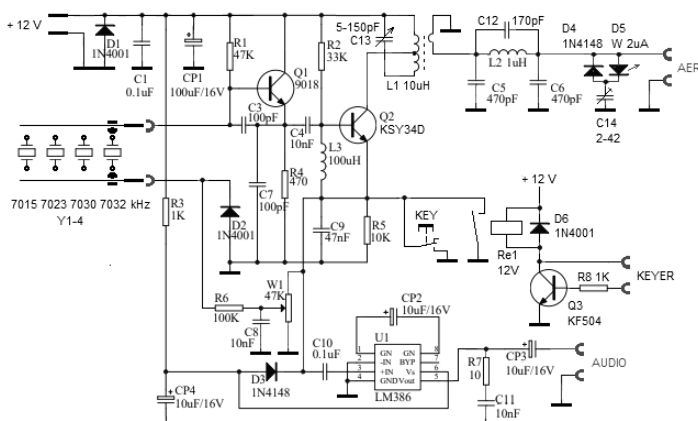 + 12 V
D1
1N4001
C1
0.1uF
CP1
100uF/16V
R1
47K
Q1
9018
R2
33K
5-150pF
C13
L1 10uH
C12
170pF
L2 1uH
C5
470pF
C6
470pF
D4
1N4148
D5
W 2uA
AER
C14
2-42
C3
100pF
C4
10nF
Q2
KSY34D
L3
100uH
R4
470
C7
100pF
7015 7023 7030 7032 kHz
Y1-4
R3
1K
D2
1N4001
C9
47nF
R5
10K
KEY
+ 12 V
D6
1N4001
Re1
12V
R8 1K
KEYER
Q3
KF504
R6
100K
W1
47K
C8
10nF
CP2
10uF/16V
C10
0.1uF
U1
1 GN GN 8
2 -IN BYP 7
3 +IN Vs 6
4 GND Vout 5
LM386
D3
1N4148
CP4
10uF/16V
R7
10
CP3
10uF/16V
AUDIO
C11
10nF